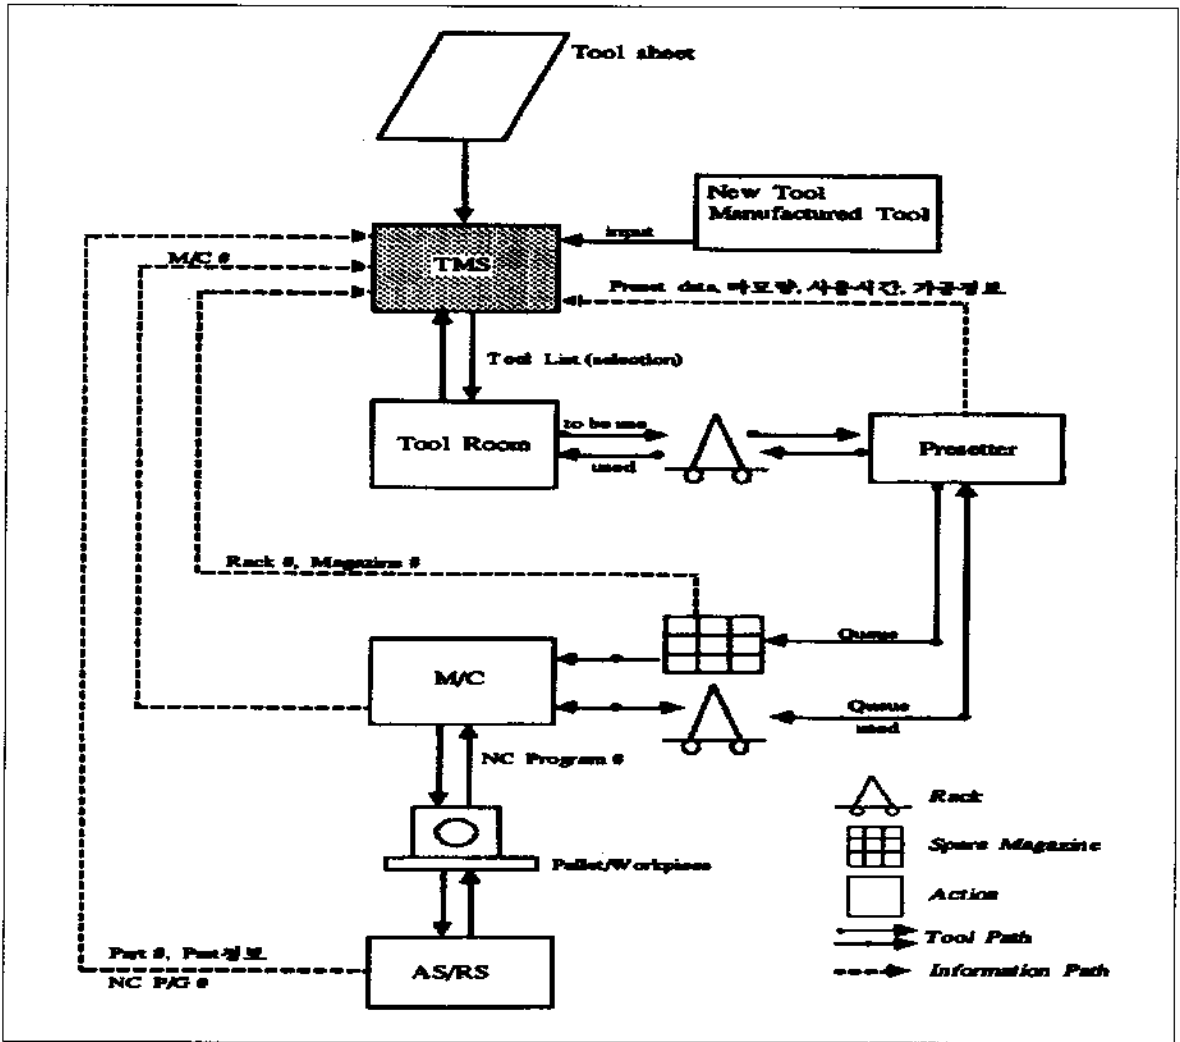 Tool sheet
New Tool
Manufactured Tool
input
M/C #
TMS
Preset data, 마모량, 사용시간, 가공정보
Tool List (selection)
to be use
Tool Room
used
Presetter
Rack #, Magazine #
Queue
M/C
Queue
used
NC Program #
Rack
Spare Magazine
Pallet/Workpiece
Action
Tool Path
Part #, Part정보
AS/RS
Information Path
NC P/G #